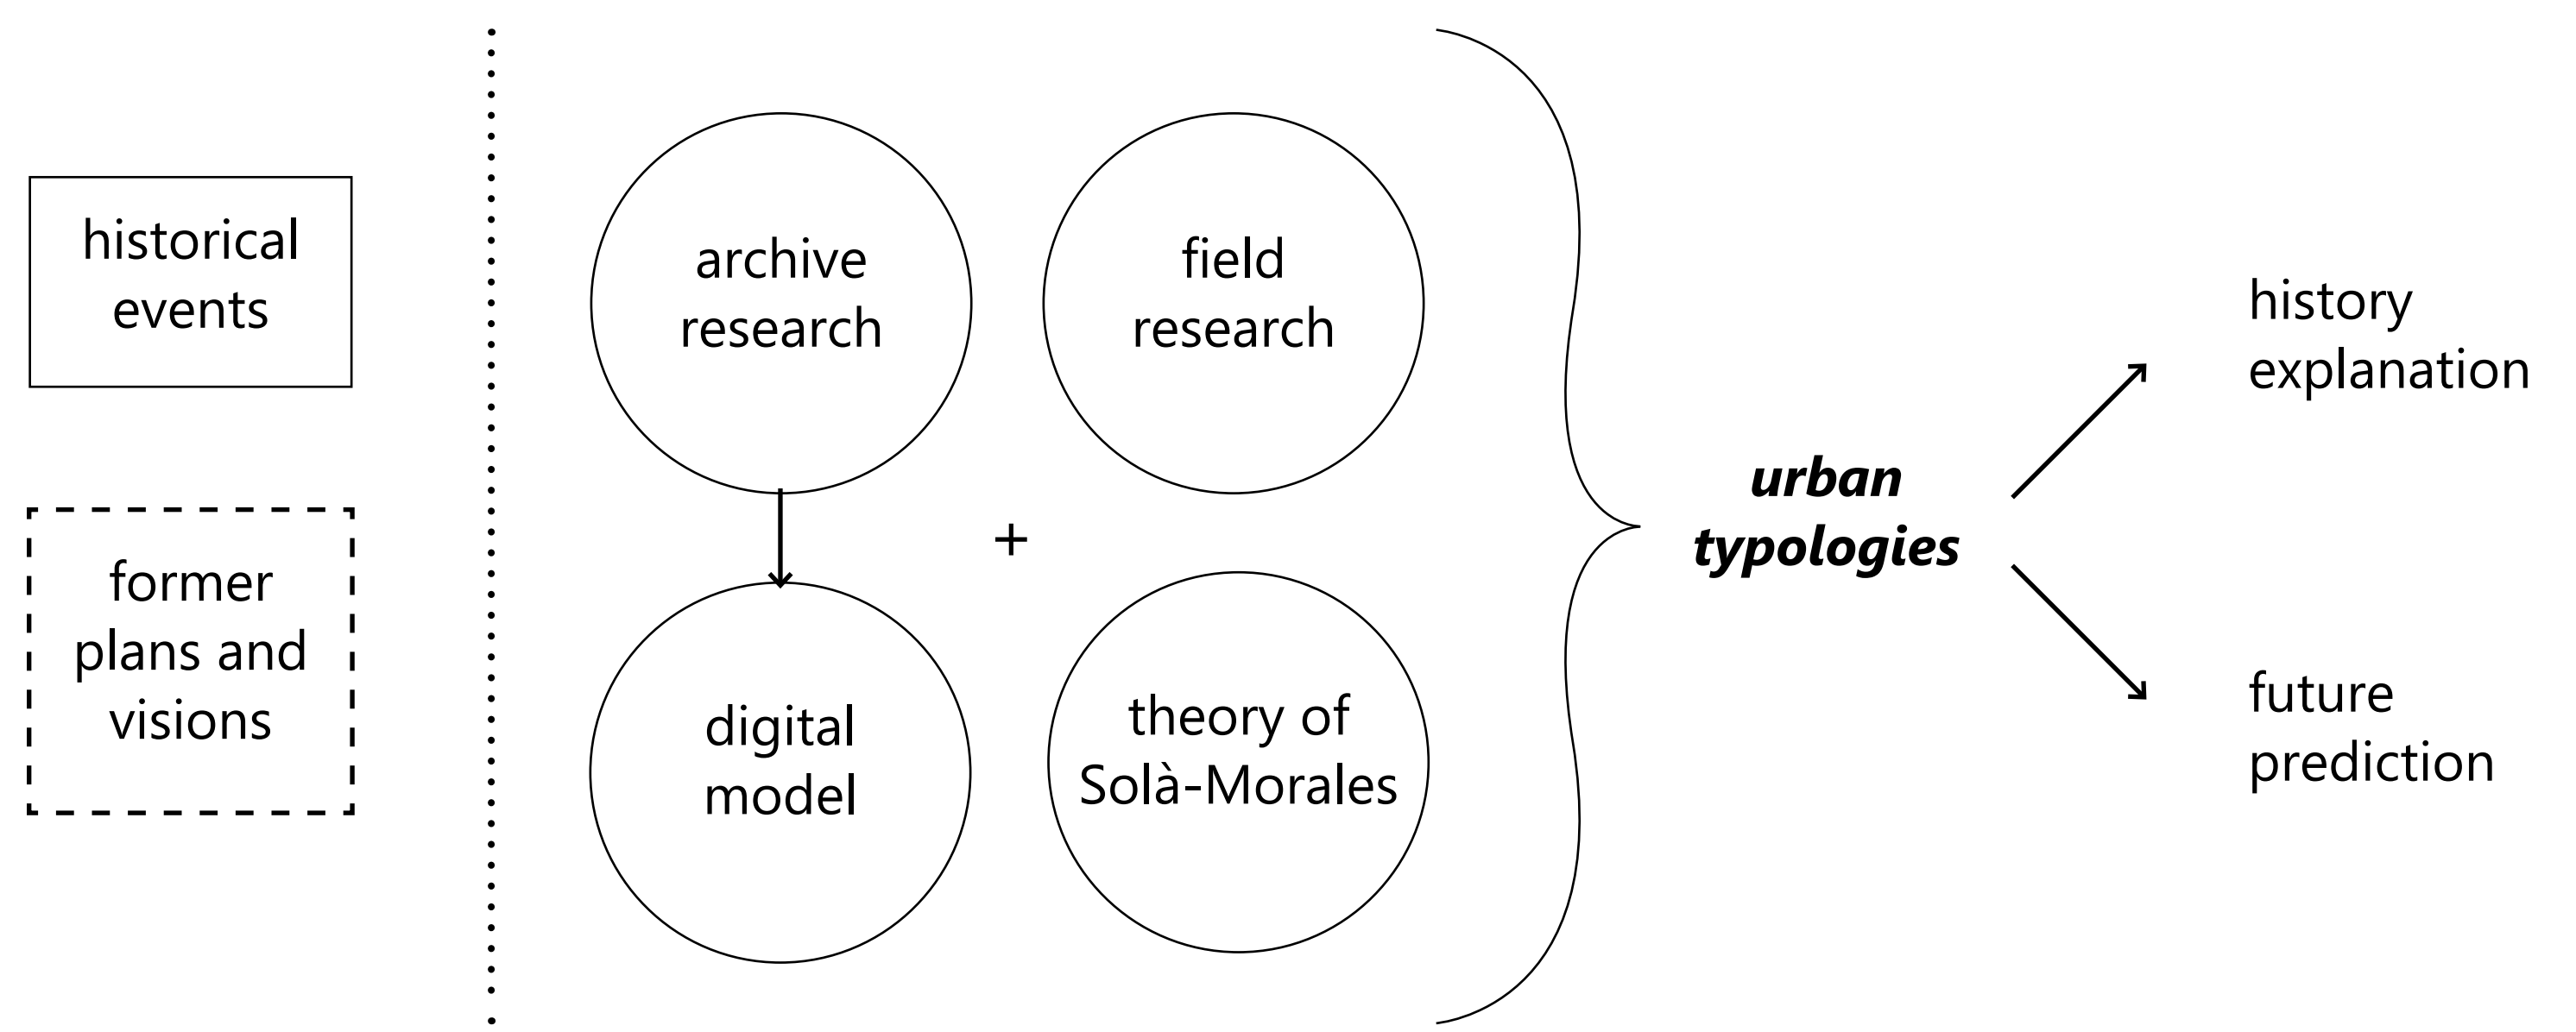 historical
events
former
plans and
visions
archive
research
field
research
+
digital
model
theory of
Solà-Morales
urban
typologies
history
explanation
future
prediction